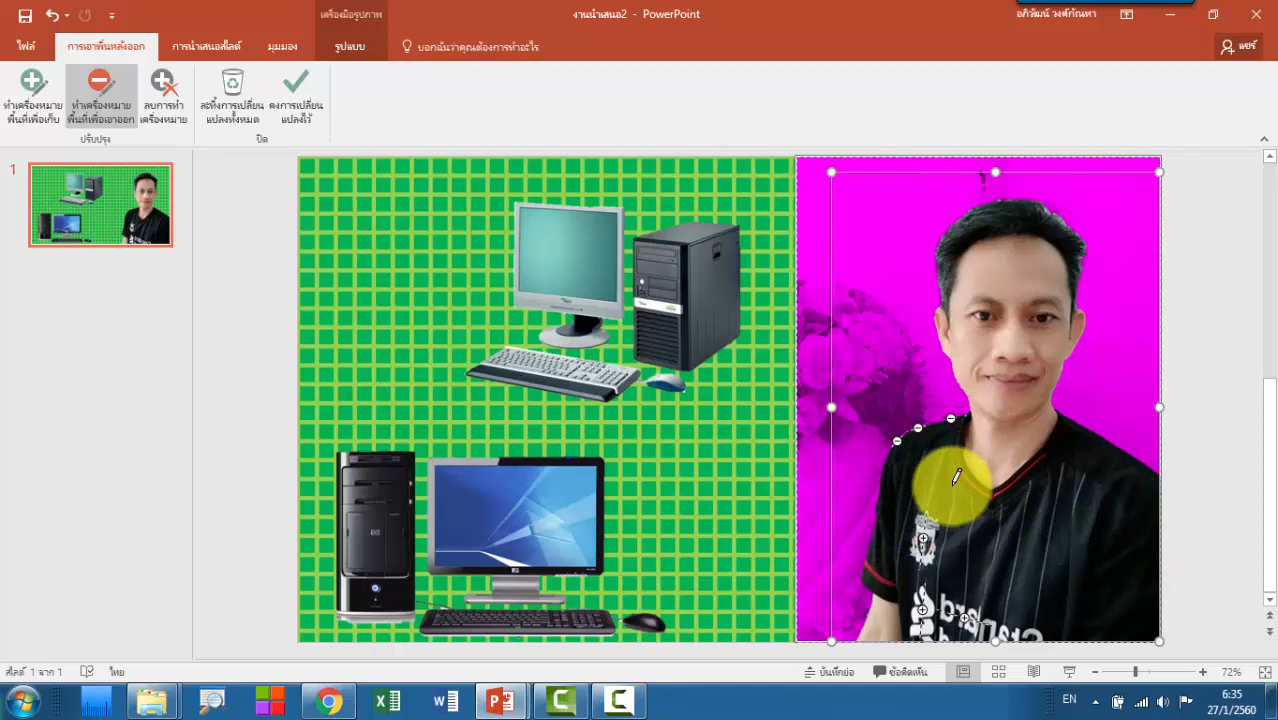 เครื่องมือรูปภาพ
งานนำเสนอ2 - PowerPoint
อภิวัฒน์ วงศ์กัณหา
ไฟล์
การเอาพื้นหลังออก
การนำเสนอสไลด์
มุมมอง
รูปแบบ
บอกฉันว่าคุณต้องการทำอะไร
แชร์
ทำเครื่องหมาย
พื้นที่เพื่อเก็บ
ทำเครื่องหมาย
พื้นที่เพื่อเอาออก
ลบการทำ
เครื่องหมาย
ละทิ้งการเปลี่ยน
แปลงทั้งหมด
คงการเปลี่ยน
แปลงไว้
ปรับปรุง
ปิด
1
สไลด์ 1 จาก 1
ไทย
บันทึกย่อ
ข้อคิดเห็น
72%
EN
6:35
27/1/2560